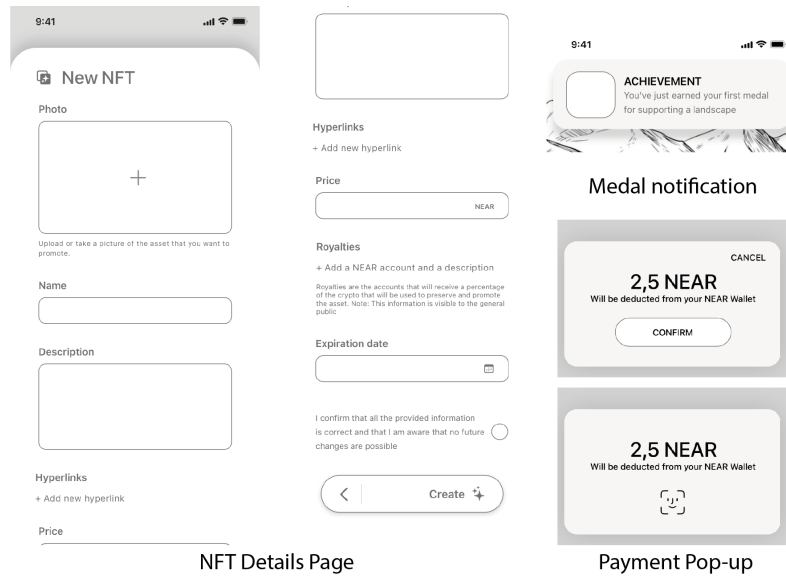 9:41
New NFT
Photo
Upload or take a picture of the asset that you want to
promote.
Name
Description
Hyperlinks
+ Add new hyperlink
Price
Hyperlinks
+ Add new hyperlink
Price
NEAR
Royalties
+ Add a NEAR account and a description
Royalties are the accounts that will receive a percentage
of the crypto that will be used to preserve and promote
the asset. Note: This information is visible to the general
public
Expiration date
I confirm that all the provided information
is correct and that I am aware that no future
changes are possible
Create
NFT Details Page
9:41
ACHIEVEMENT
You've just earned your first medal
for supporting a landscape
Medal notification
CANCEL
2,5 NEAR
Will be deducted from your NEAR Wallet
CONFIRM
2,5 NEAR
Will be deducted from your NEAR Wallet
Payment Pop-up